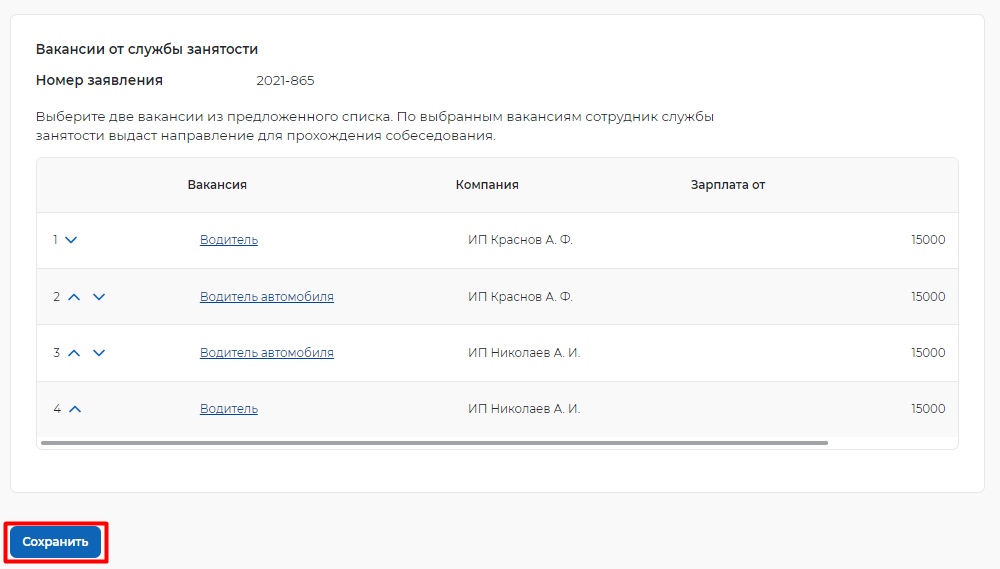 Вакансии от службы занятости
Номер заявления 2021-865
Выберите две вакансии из предложенного списка. По выбранным вакансиям сотрудник службы
занятости выдаст направление для прохождения собеседования.
Вакансия Компания Зарплата от
1 Водитель ИП Краснов А. Ф. 15000
2 Водитель автомобиля ИП Краснов А. Ф. 15000
3 Водитель автомобиля ИП Николаев А. И. 15000
4 Водитель ИП Николаев А. И. 15000
Сохранить